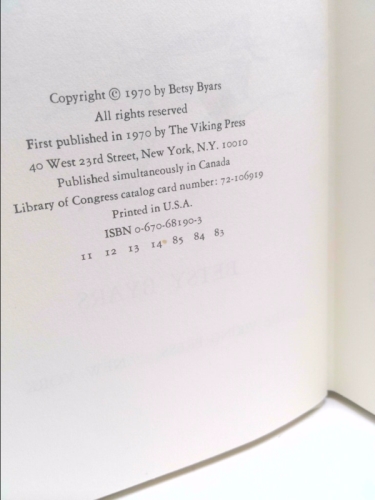 Copyright © 1970 by Betsy Byars
All rights reserved
First published in 1970 by The Viking Press
40 West 23rd Street, New York, N.Y. 10010
Published simultaneously in Canada
Library of Congress catalog card number: 72-106919
Printed in U.S.A.
ISBN 0-670-68190-3
11 12 13 14 85 84 83
BETSY BYARS